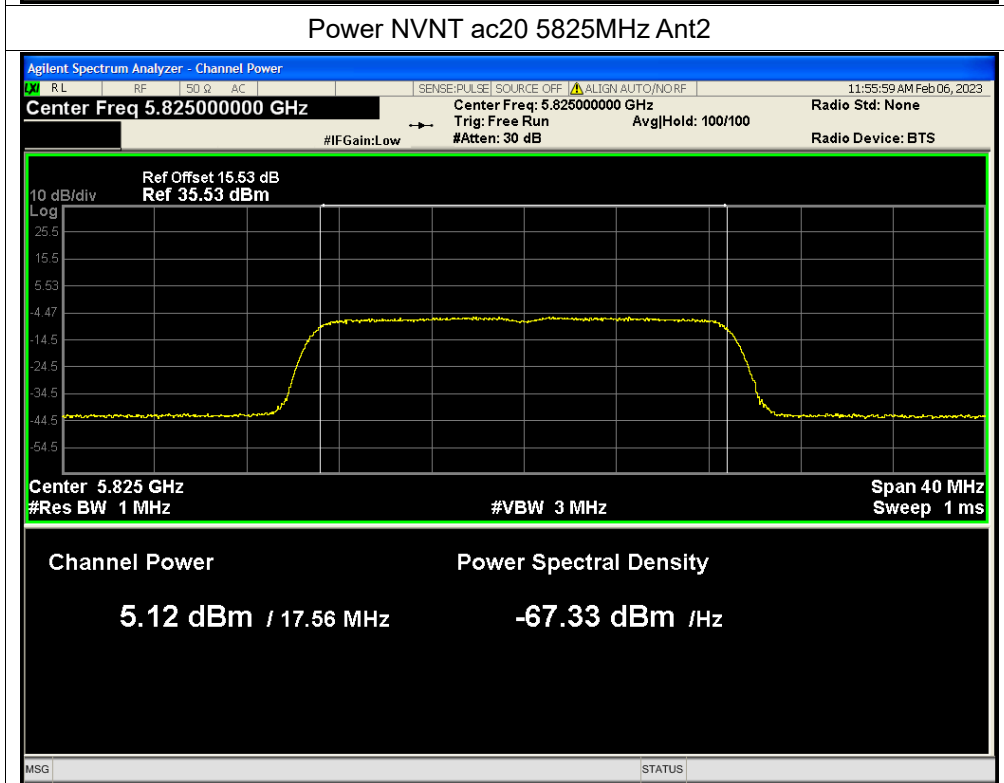 Power NVNT ac20 5825MHz Ant2
Agilent Spectrum Analyzer - Channel Power
LXI RL RF 50 Ω AC SENSE:PULSE SOURCE OFF ALIGN AUTO/NO RF 11:55:59 AM Feb 06, 2023
Center Freq 5.825000000 GHz Center Freq: 5.825000000 GHz Radio Std: None
Trig: Free Run Avg|Hold: 100/100
#IFGain:Low #Atten: 30 dB Radio Device: BTS
Ref Offset 15.53 dB
10 dB/div Ref 35.53 dBm
Log
25.5
15.5
5.53
-4.47
-14.5
-24.5
-34.5
-44.5
-54.5
Center 5.825 GHz Span 40 MHz
#Res BW 1 MHz #VBW 3 MHz Sweep 1 ms
Channel Power Power Spectral Density
5.12 dBm / 17.56 MHz -67.33 dBm /Hz
MSG STATUS